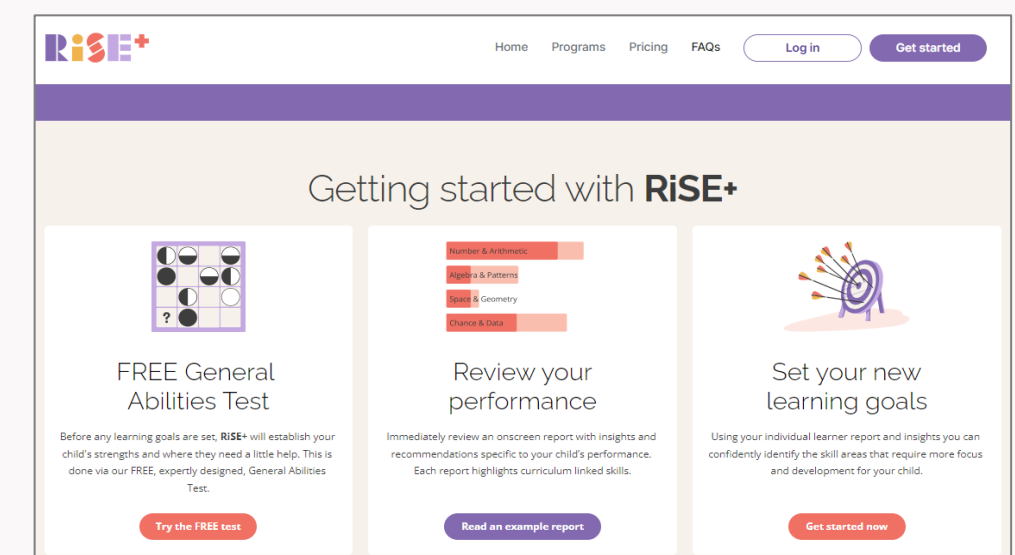 RiSE+
Home Programs Pricing FAQs Log in Get started
Getting started with RiSE+
?
FREE General
Abilities Test
Before any learning goals are set, RiSE+ will establish your
child's strengths and where they need a little help. This is
done via our FREE, expertly designed, General Abilities
Test.
Try the FREE test
Number & Arithmetic
Algebra & Patterns
Space & Geometry
Chance & Data
Review your
performance
Immediately review an onscreen report with insights and
recommendations specific to your child's performance.
Each report highlights curriculum linked skills.
Read an example report
Set your new
learning goals
Using your individual learner report and insights you can
confidently identify the skill areas that require more focus
and development for your child.
Get started now